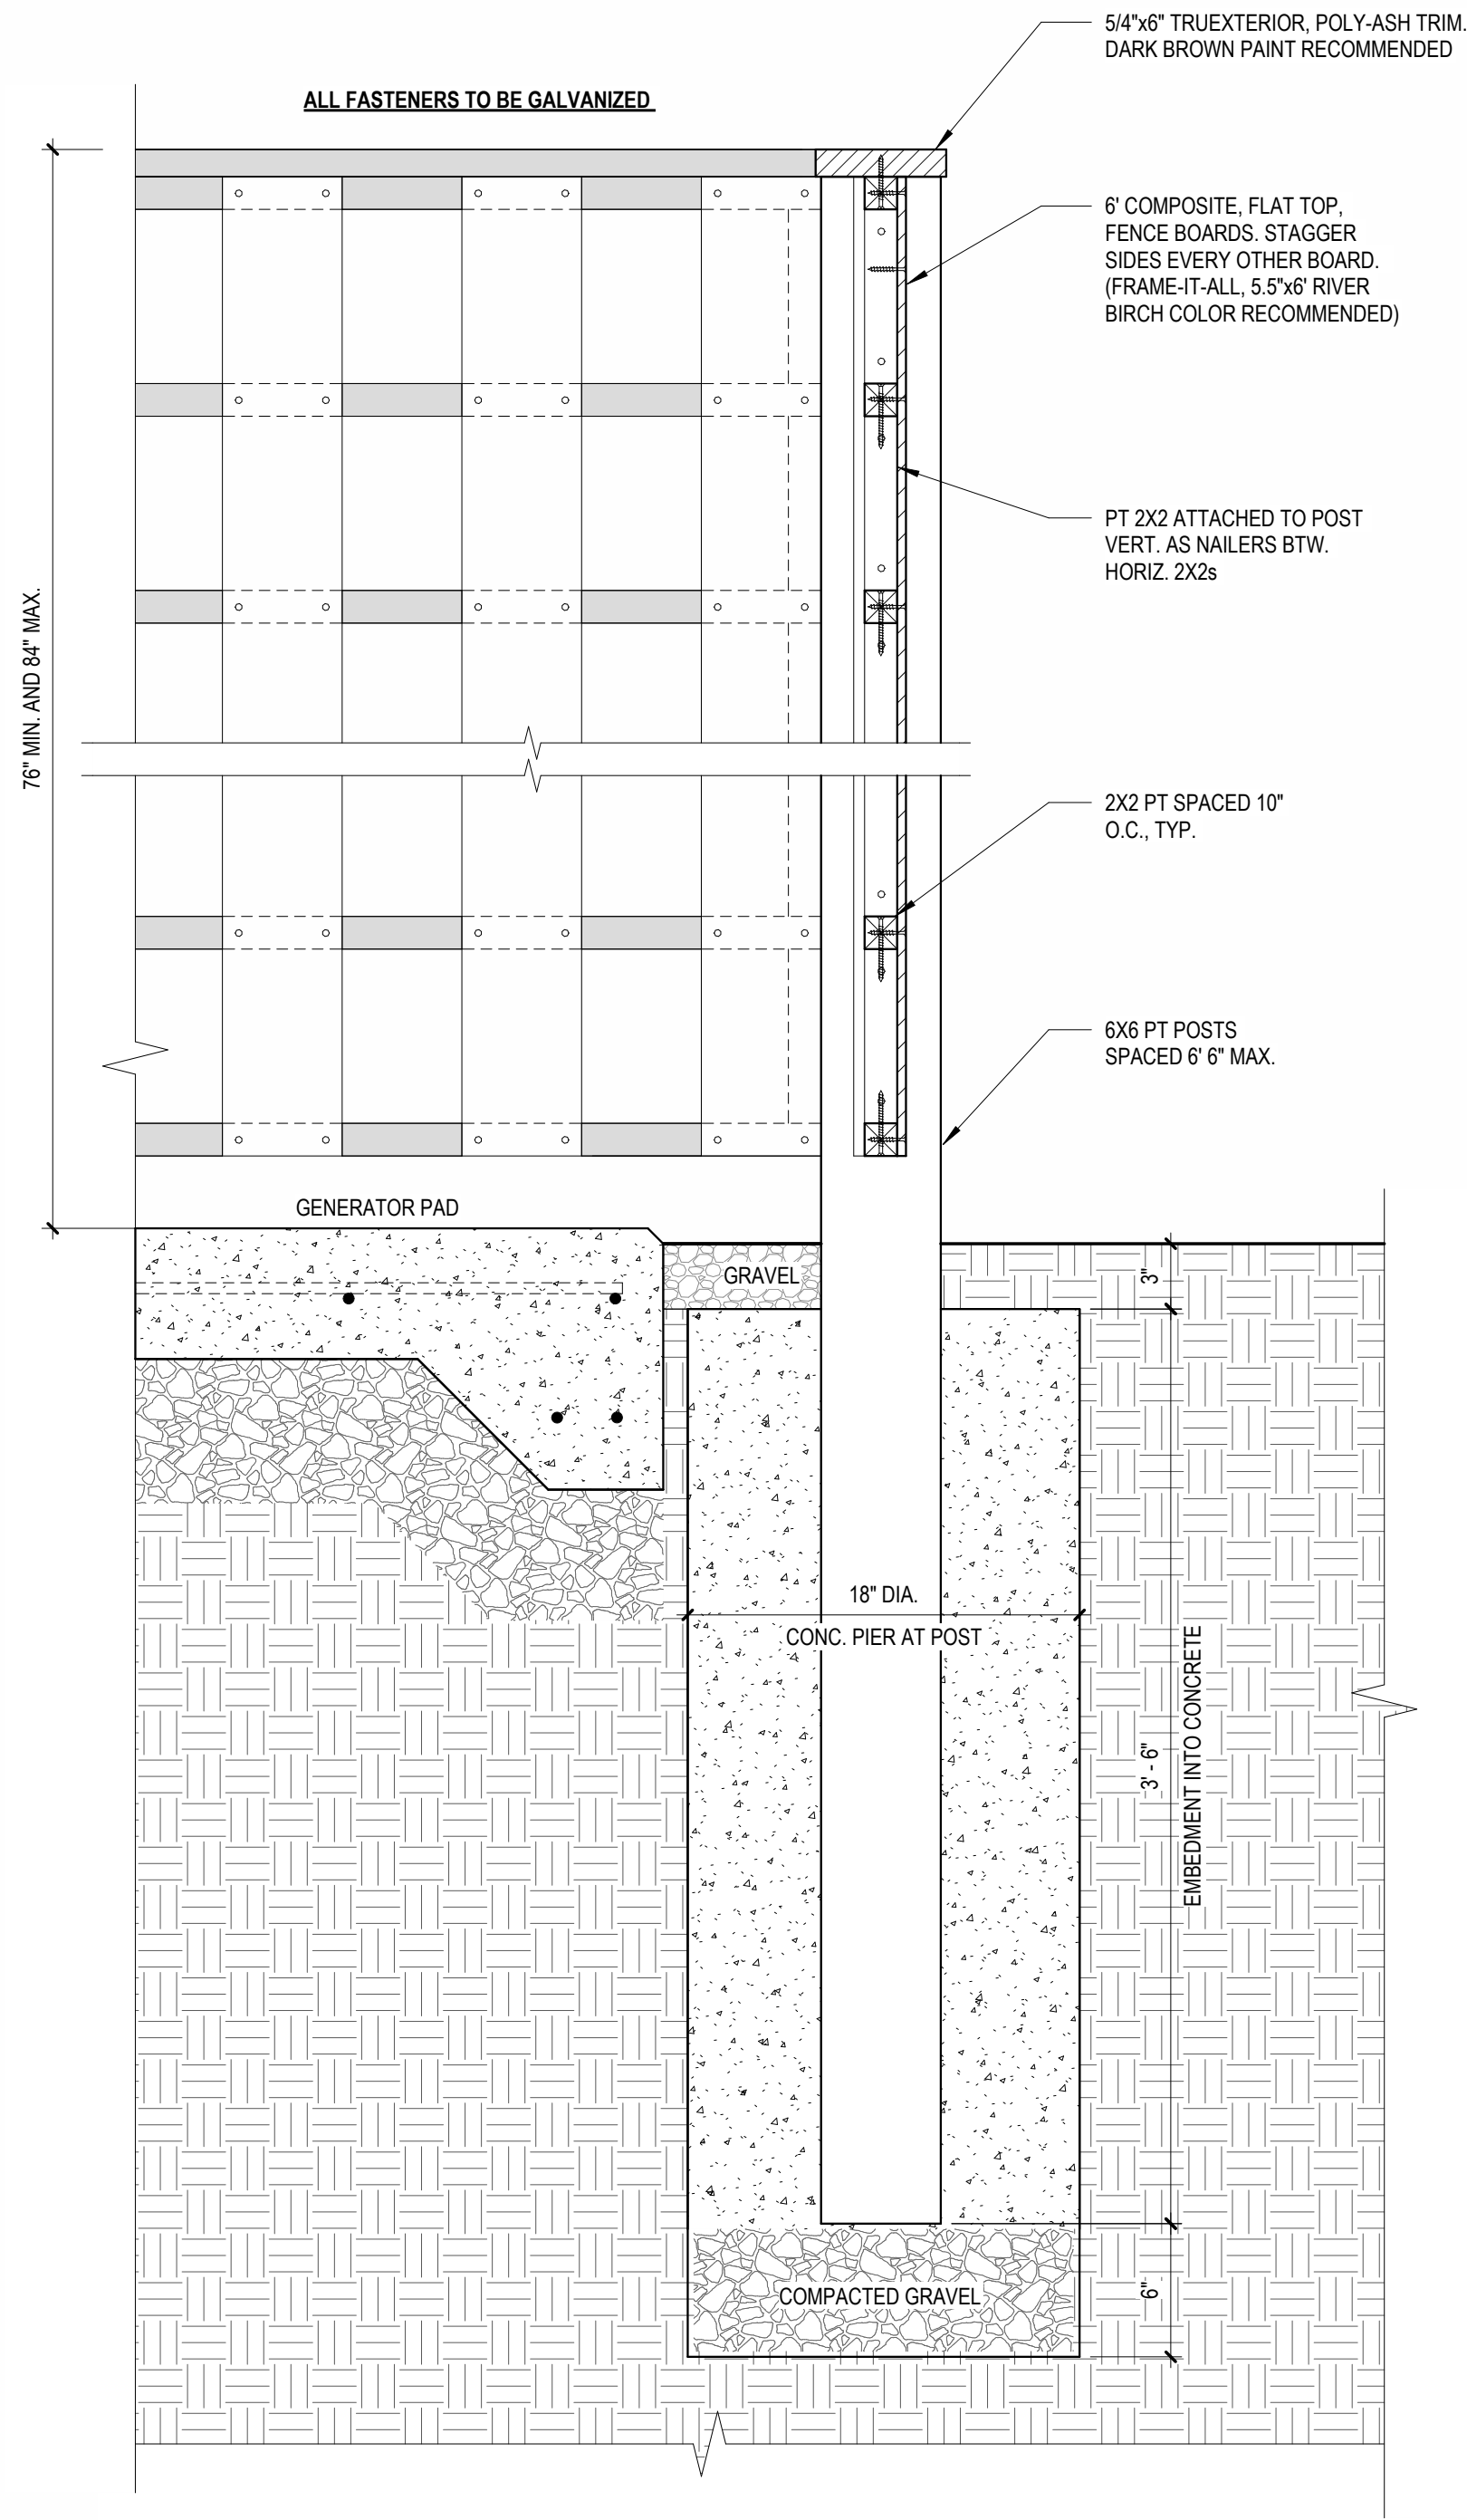 5/4"x6" TRUEXTERIOR, POLY-ASH TRIM.
DARK BROWN PAINT RECOMMENDED
ALL FASTENERS TO BE GALVANIZED
6' COMPOSITE, FLAT TOP,
FENCE BOARDS. STAGGER
SIDES EVERY OTHER BOARD.
(FRAME-IT-ALL, 5.5"x6' RIVER
BIRCH COLOR RECOMMENDED)
PT 2X2 ATTACHED TO POST
VERT. AS NAILERS BTW.
HORIZ. 2X2s
76" MIN. AND 84" MAX.
2X2 PT SPACED 10"
O.C., TYP.
6X6 PT POSTS
SPACED 6' 6" MAX.
GENERATOR PAD
GRAVEL
3"
18" DIA.
CONC. PIER AT POST
3' - 6"
EMBEDMENT INTO CONCRETE
COMPACTED GRAVEL
6"